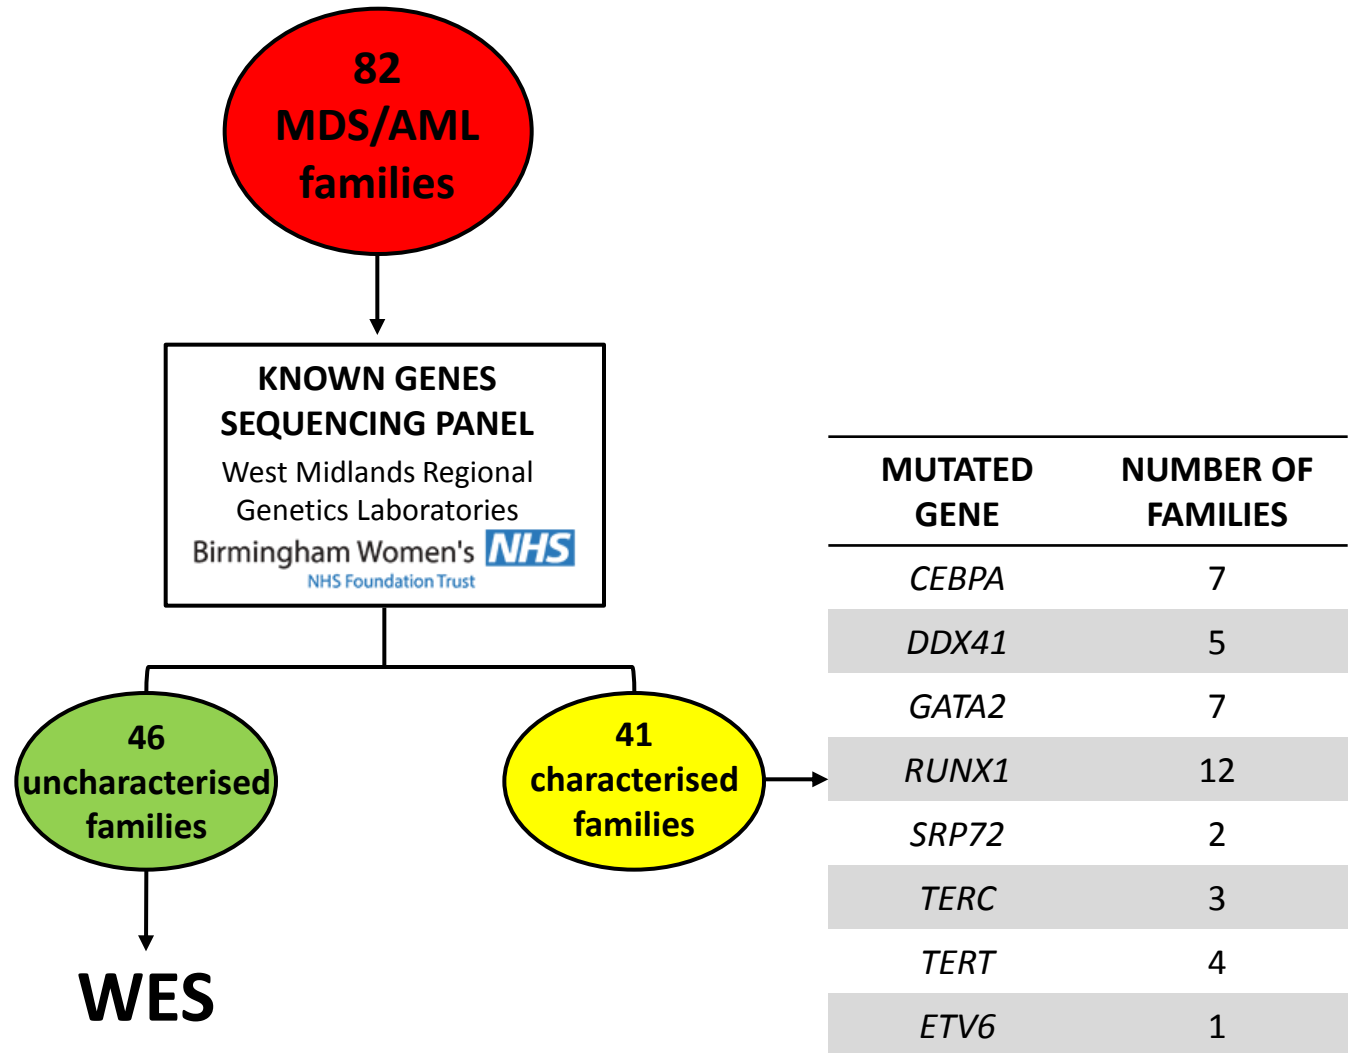 82
MDS/AML
families
KNOWN GENES
SEQUENCING PANEL
West Midlands Regional
Genetics Laboratories
Birmingham Women's NHS
NHS Foundation Trust
46
uncharacterised
families
41
characterised
families
WES
MUTATED GENE NUMBER OF FAMILIES
CEBPA 7
DDX41 5
GATA2 7
RUNX1 12
SRP72 2
TERC 3
TERT 4
ETV6 1